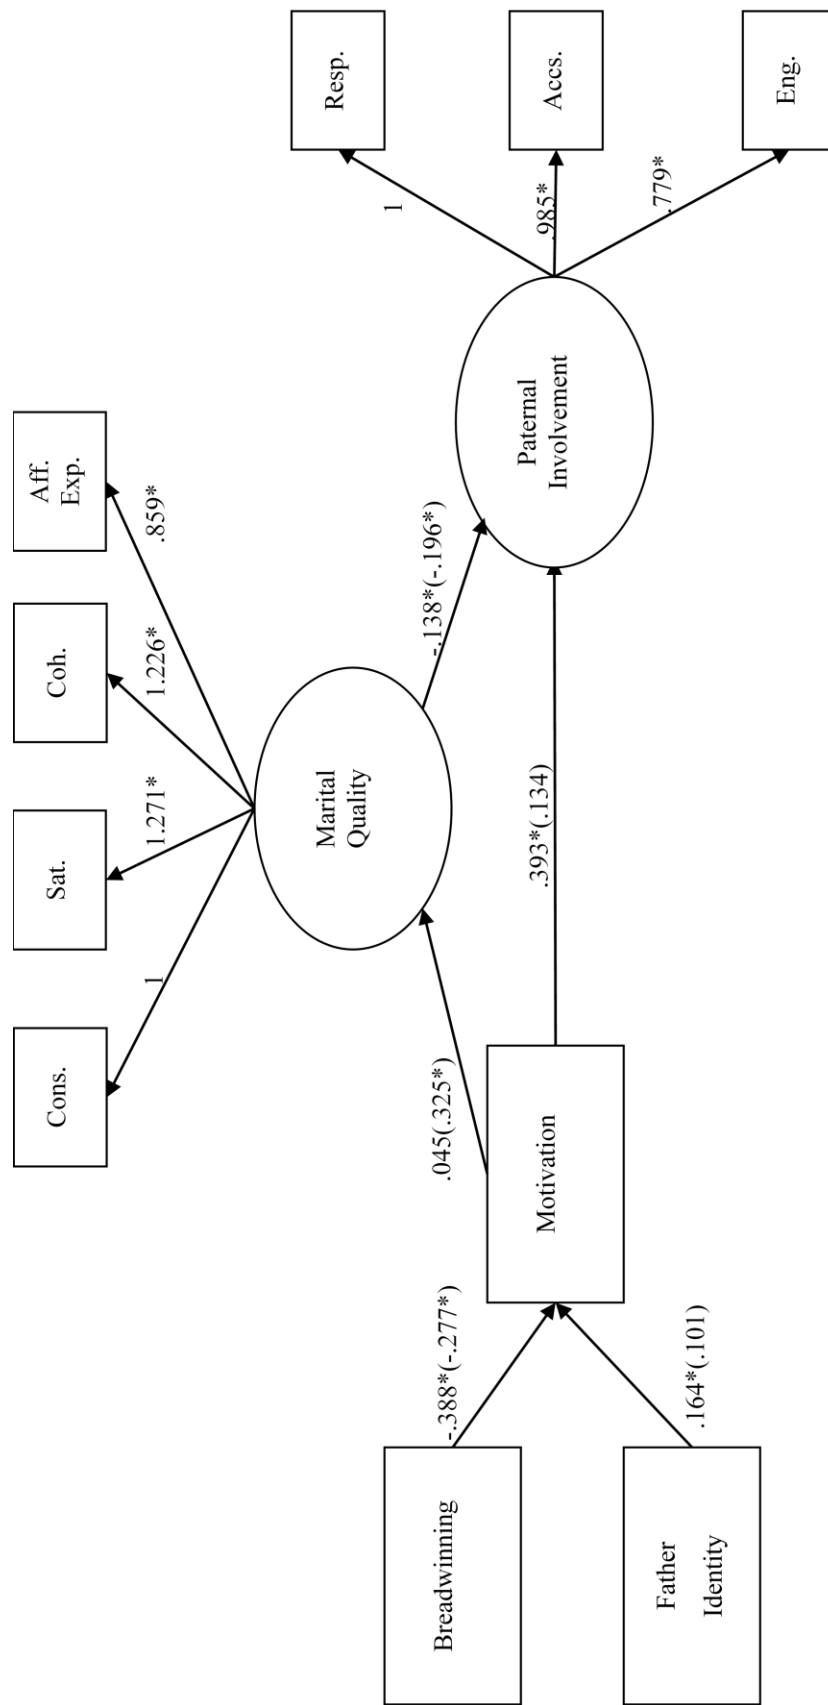 Cons.
Sat.
Coh.
Aff.
Exp.
1
1.271*
1.226*
.859*
Marital
Quality
Resp.
Accs.
Eng.
1
.985*
.779*
.045(.325*)
-.138*(-.196*)
Paternal
Involvement
.393*(.134)
Motivation
-.388*(-.277*)
.164*(.101)
Breadwinning
Father
Identity